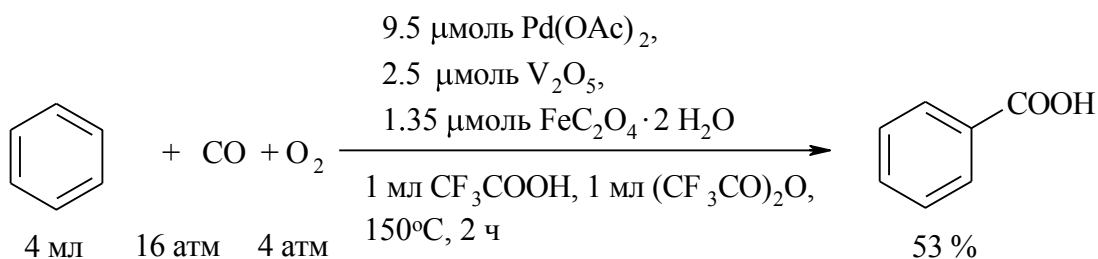 9.5 μмоль Pd(OAc)2,
2.5 μмоль V2O5,
1.35 μмоль FeC2O4·2 H2O
+ CO + O2
COOH
1 мл CF3COOH, 1 мл (CF3CO)2O,
150°C, 2 ч
4 мл 16 атм 4 атм 53 %